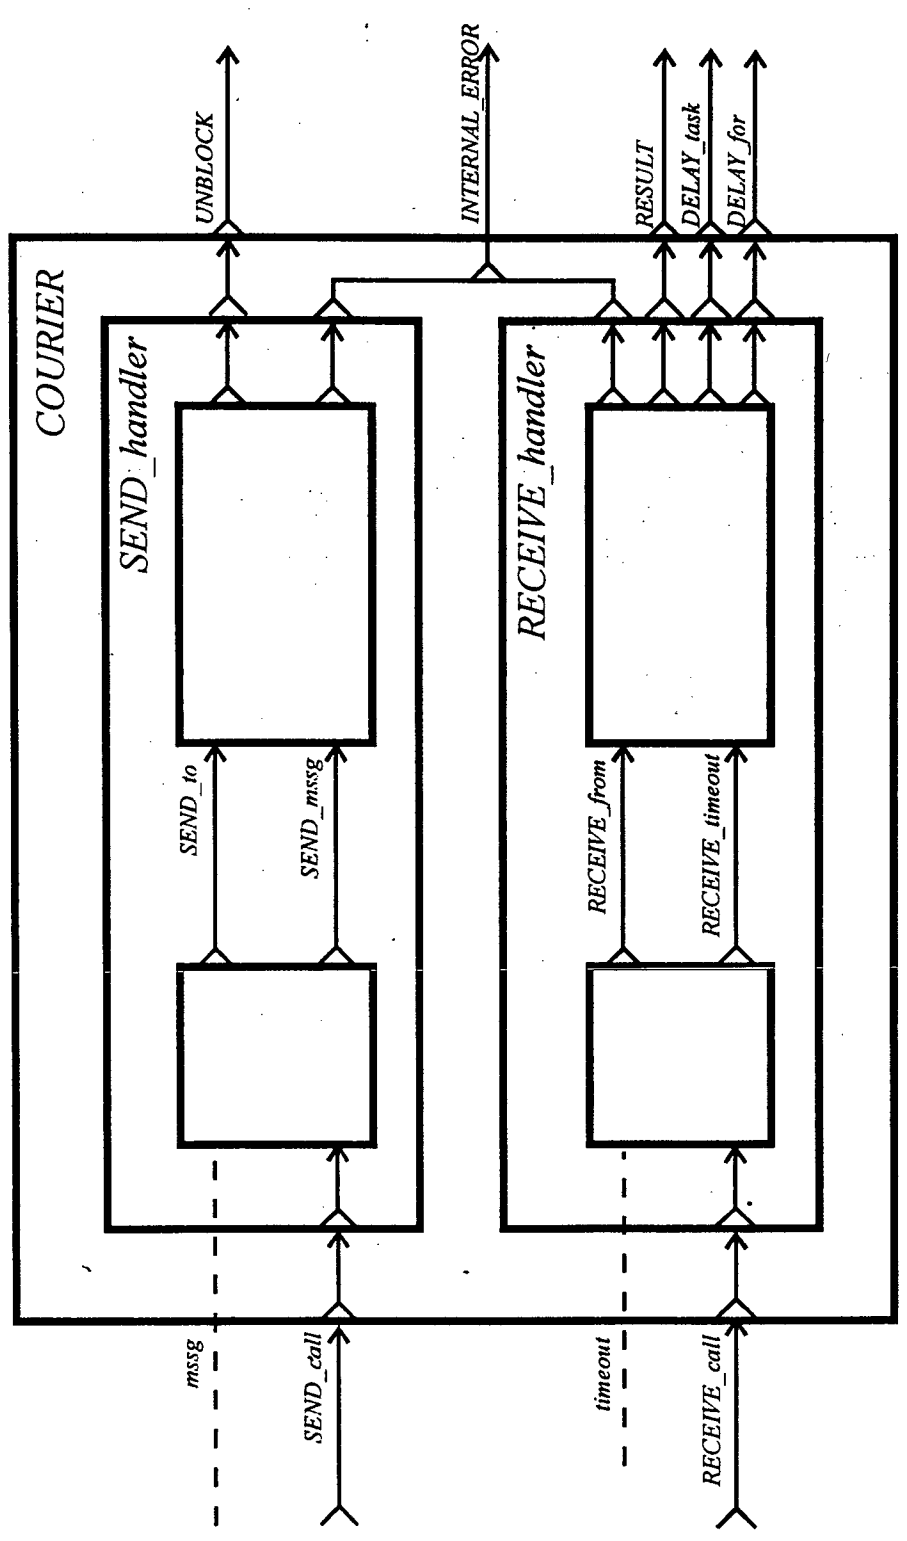 COURIER
SEND_handler
mssg
SEND_call
SEND_to
SEND_mssg
UNBLOCK
INTERNAL_ERROR
RECEIVE_handler
timeout
RECEIVE_call
RECEIVE_from
RECEIVE_timeout
RESULT
DELAY_task
DELAY_for